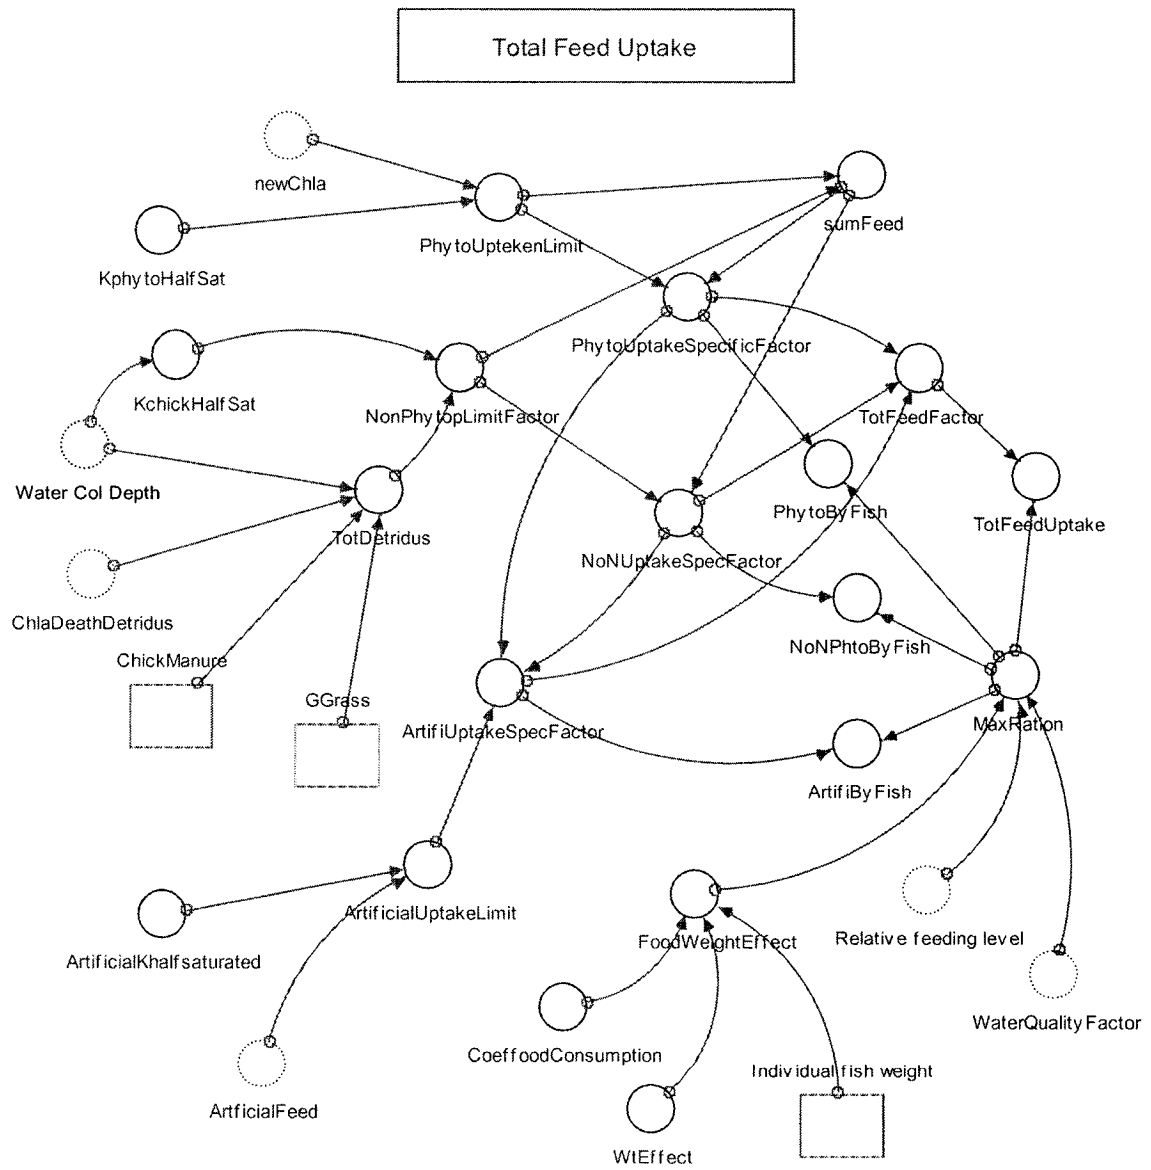 Total Feed Uptake
newChla
sumFeed
PhytoUptekenLimit
KphytoHalfSat
PhytoUptakeSpecificFactor
KchickHalfSat
NonPhytopLimitFactor
TotFeedFactor
Water Col Depth
PhytoByFish
TotFeedUptake
TotDetridus
NoNUptakeSpecFactor
ChlaDeathDetridus
NoNPhtoByFish
ChickManure
GGrass
MaxRation
ArtifiUptakeSpecFactor
ArtifiByFish
ArtificialUptakeLimit
Relative feeding level
FoodWeightEffect
ArtificialKhalfsaturated
WaterQualityFactor
CoeffoodConsumption
Individual fish weight
ArtficialFeed
WtEffect